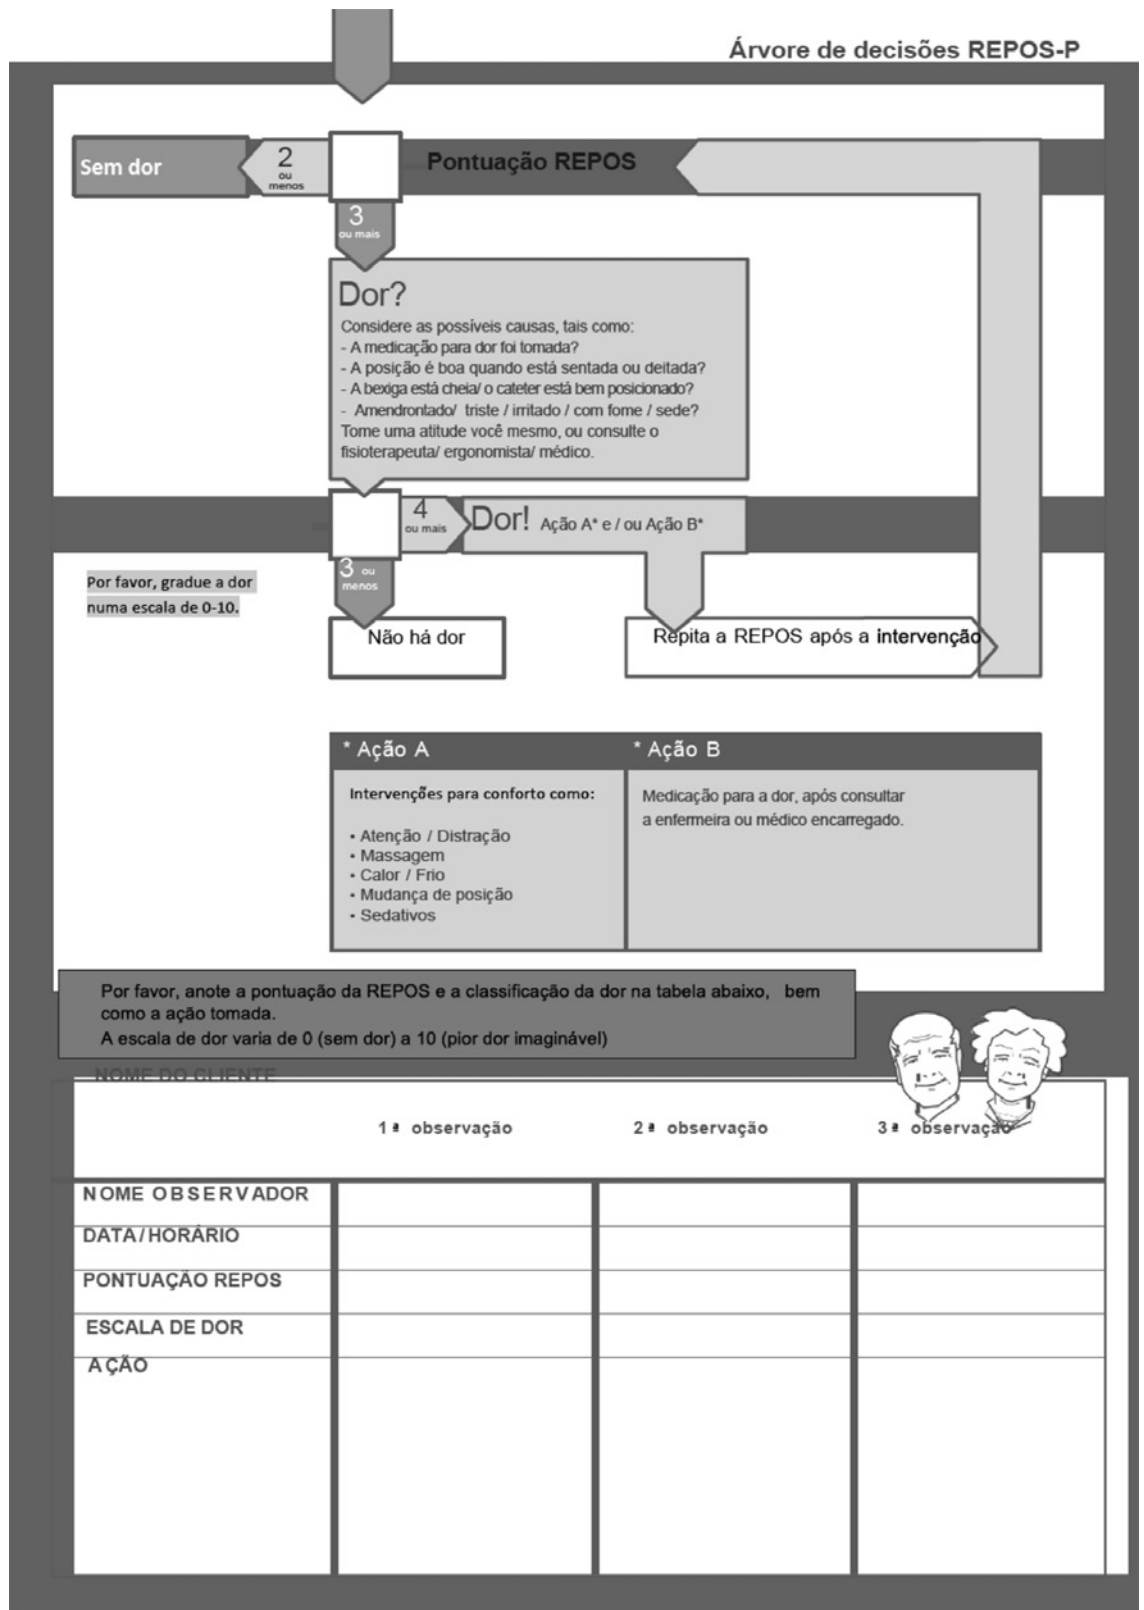 Árvore de decisões REPOS-P
Sem dor
2
ou
menos
Pontuação REPOS
3
ou mais
Dor?
Considere as possíveis causas, tais como:
- A medicação para dor foi tomada?
- A posição é boa quando está sentada ou deitada?
- A bexiga está cheia/ o cateter está bem posicionado?
- Amendrontado/ triste / irritado / com fome / sede?
Tome uma atitude você mesmo, ou consulte o
fisioterapeuta/ ergonomista/ médico.
4
ou mais
Dor! Ação A* e / ou Ação B*
Por favor, gradue a dor
numa escala de 0-10.
3 ou
menos
Não há dor
Repita a REPOS após a intervenção
* Ação A
* Ação B
Intervenções para conforto como:
• Atenção / Distração
• Massagem
• Calor / Frio
• Mudança de posição
• Sedativos
Medicação para a dor, após consultar
a enfermeira ou médico encarregado.
Por favor, anote a pontuação da REPOS e a classificação da dor na tabela abaixo, bem
como a ação tomada.
A escala de dor varia de 0 (sem dor) a 10 (pior dor imaginável)
NOME DO CLIENTE
1ª observação 2ª observação 3ª observação
NOME OBSERVADOR
DATA/HORÁRIO
PONTUAÇÃO REPOS
ESCALA DE DOR
AÇÃO